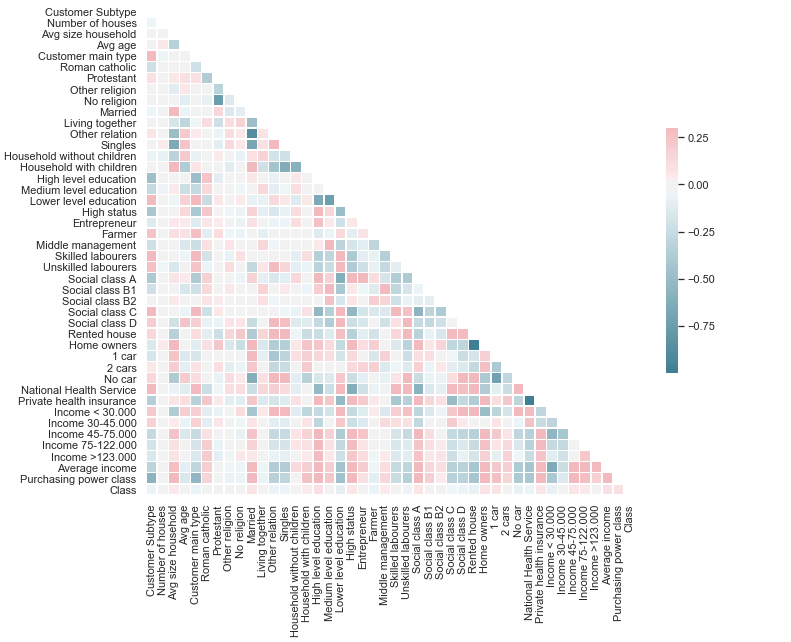 Customer Subtype
Number of houses
Avg size household
Avg age
Customer main type
Roman catholic
Protestant
Other religion
No religion
Married
Living together
Other relation
Singles
Household without children
Household with children
High level education
Medium level education
Lower level education
High status
Entrepreneur
Farmer
Middle management
Skilled labourers
Unskilled labourers
Social class A
Social class B1
Social class B2
Social class C
Social class D
Rented house
Home owners
1 car
2 cars
No car
National Health Service
Private health insurance
Income < 30.000
Income 30-45.000
Income 45-75.000
Income 75-122.000
Income >123.000
Average income
Purchasing power class
Class
0.25
0.00
−0.25
−0.50
−0.75
Customer Subtype
Number of houses
Avg size household
Avg age
Customer main type
Roman catholic
Protestant
Other religion
No religion
Married
Living together
Other relation
Singles
Household without children
Household with children
High level education
Medium level education
Lower level education
High status
Entrepreneur
Farmer
Middle management
Skilled labourers
Unskilled labourers
Social class A
Social class B1
Social class B2
Social class C
Social class D
Rented house
Home owners
1 car
2 cars
No car
National Health Service
Private health insurance
Income < 30.000
Income 30-45.000
Income 45-75.000
Income 75-122.000
Income >123.000
Average income
Purchasing power class
Class